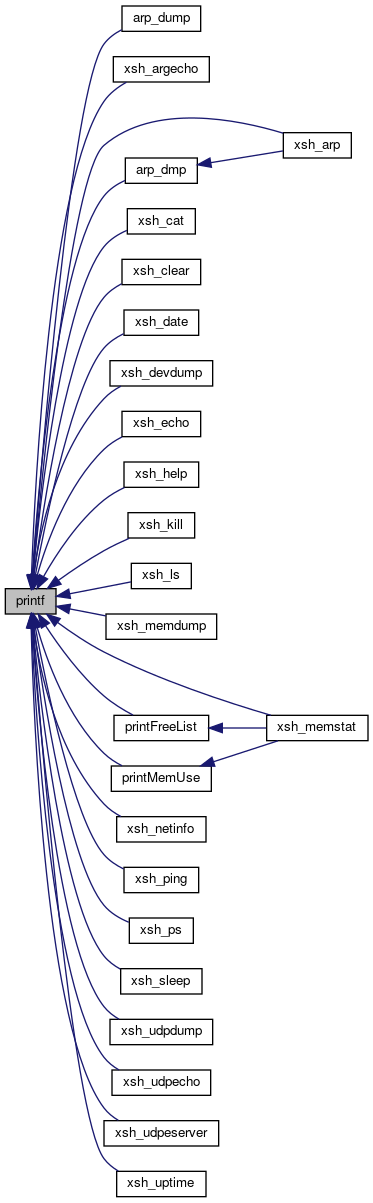 arp_dump
xsh_argecho
xsh_arp
arp_dmp
xsh_cat
xsh_clear
xsh_date
xsh_devdump
xsh_echo
xsh_help
xsh_kill
xsh_ls
printf
xsh_memdump
printFreeList
xsh_memstat
printMemUse
xsh_netinfo
xsh_ping
xsh_ps
xsh_sleep
xsh_udpdump
xsh_udpecho
xsh_udpeserver
xsh_uptime